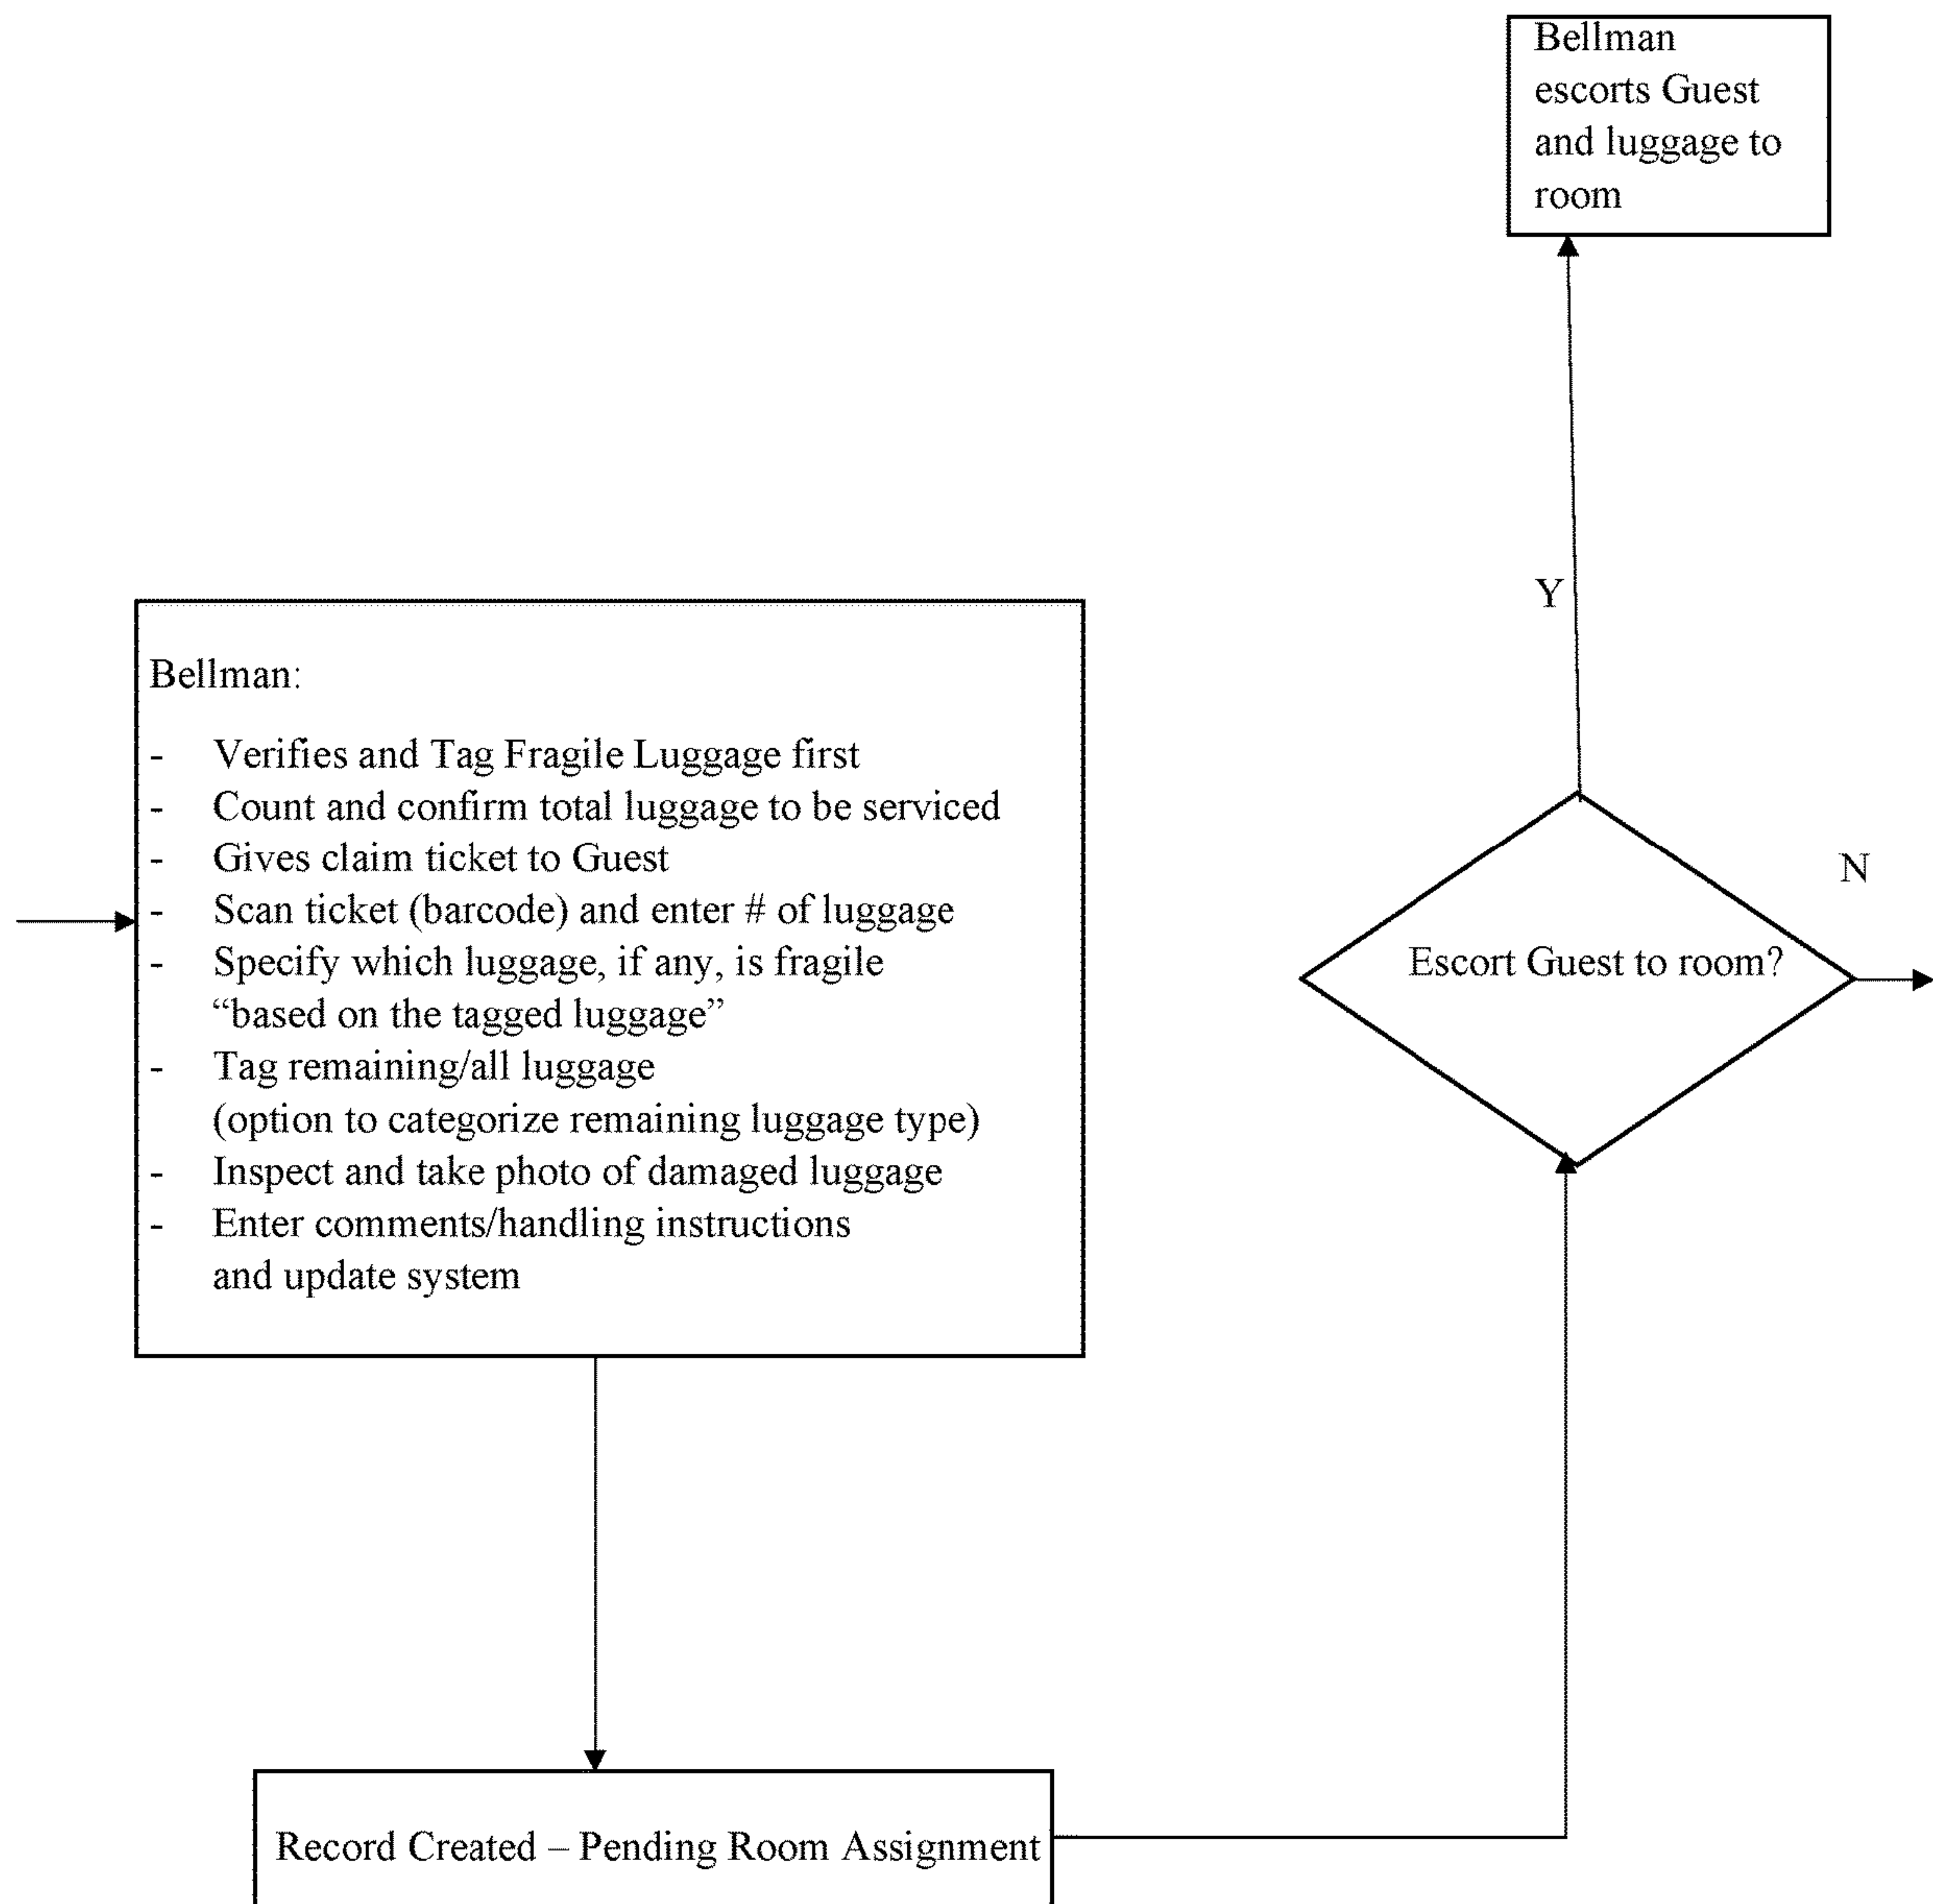 Bellman
escorts Guest
and luggage to
room
Y
Bellman:
- Verifies and Tag Fragile Luggage first
- Count and confirm total luggage to be serviced
- Gives claim ticket to Guest
- Scan ticket (barcode) and enter # of luggage
- Specify which luggage, if any, is fragile
“based on the tagged luggage”
- Tag remaining/all luggage
(option to categorize remaining luggage type)
- Inspect and take photo of damaged luggage
- Enter comments/handling instructions
and update system
N
Escort Guest to room?
Record Created – Pending Room Assignment